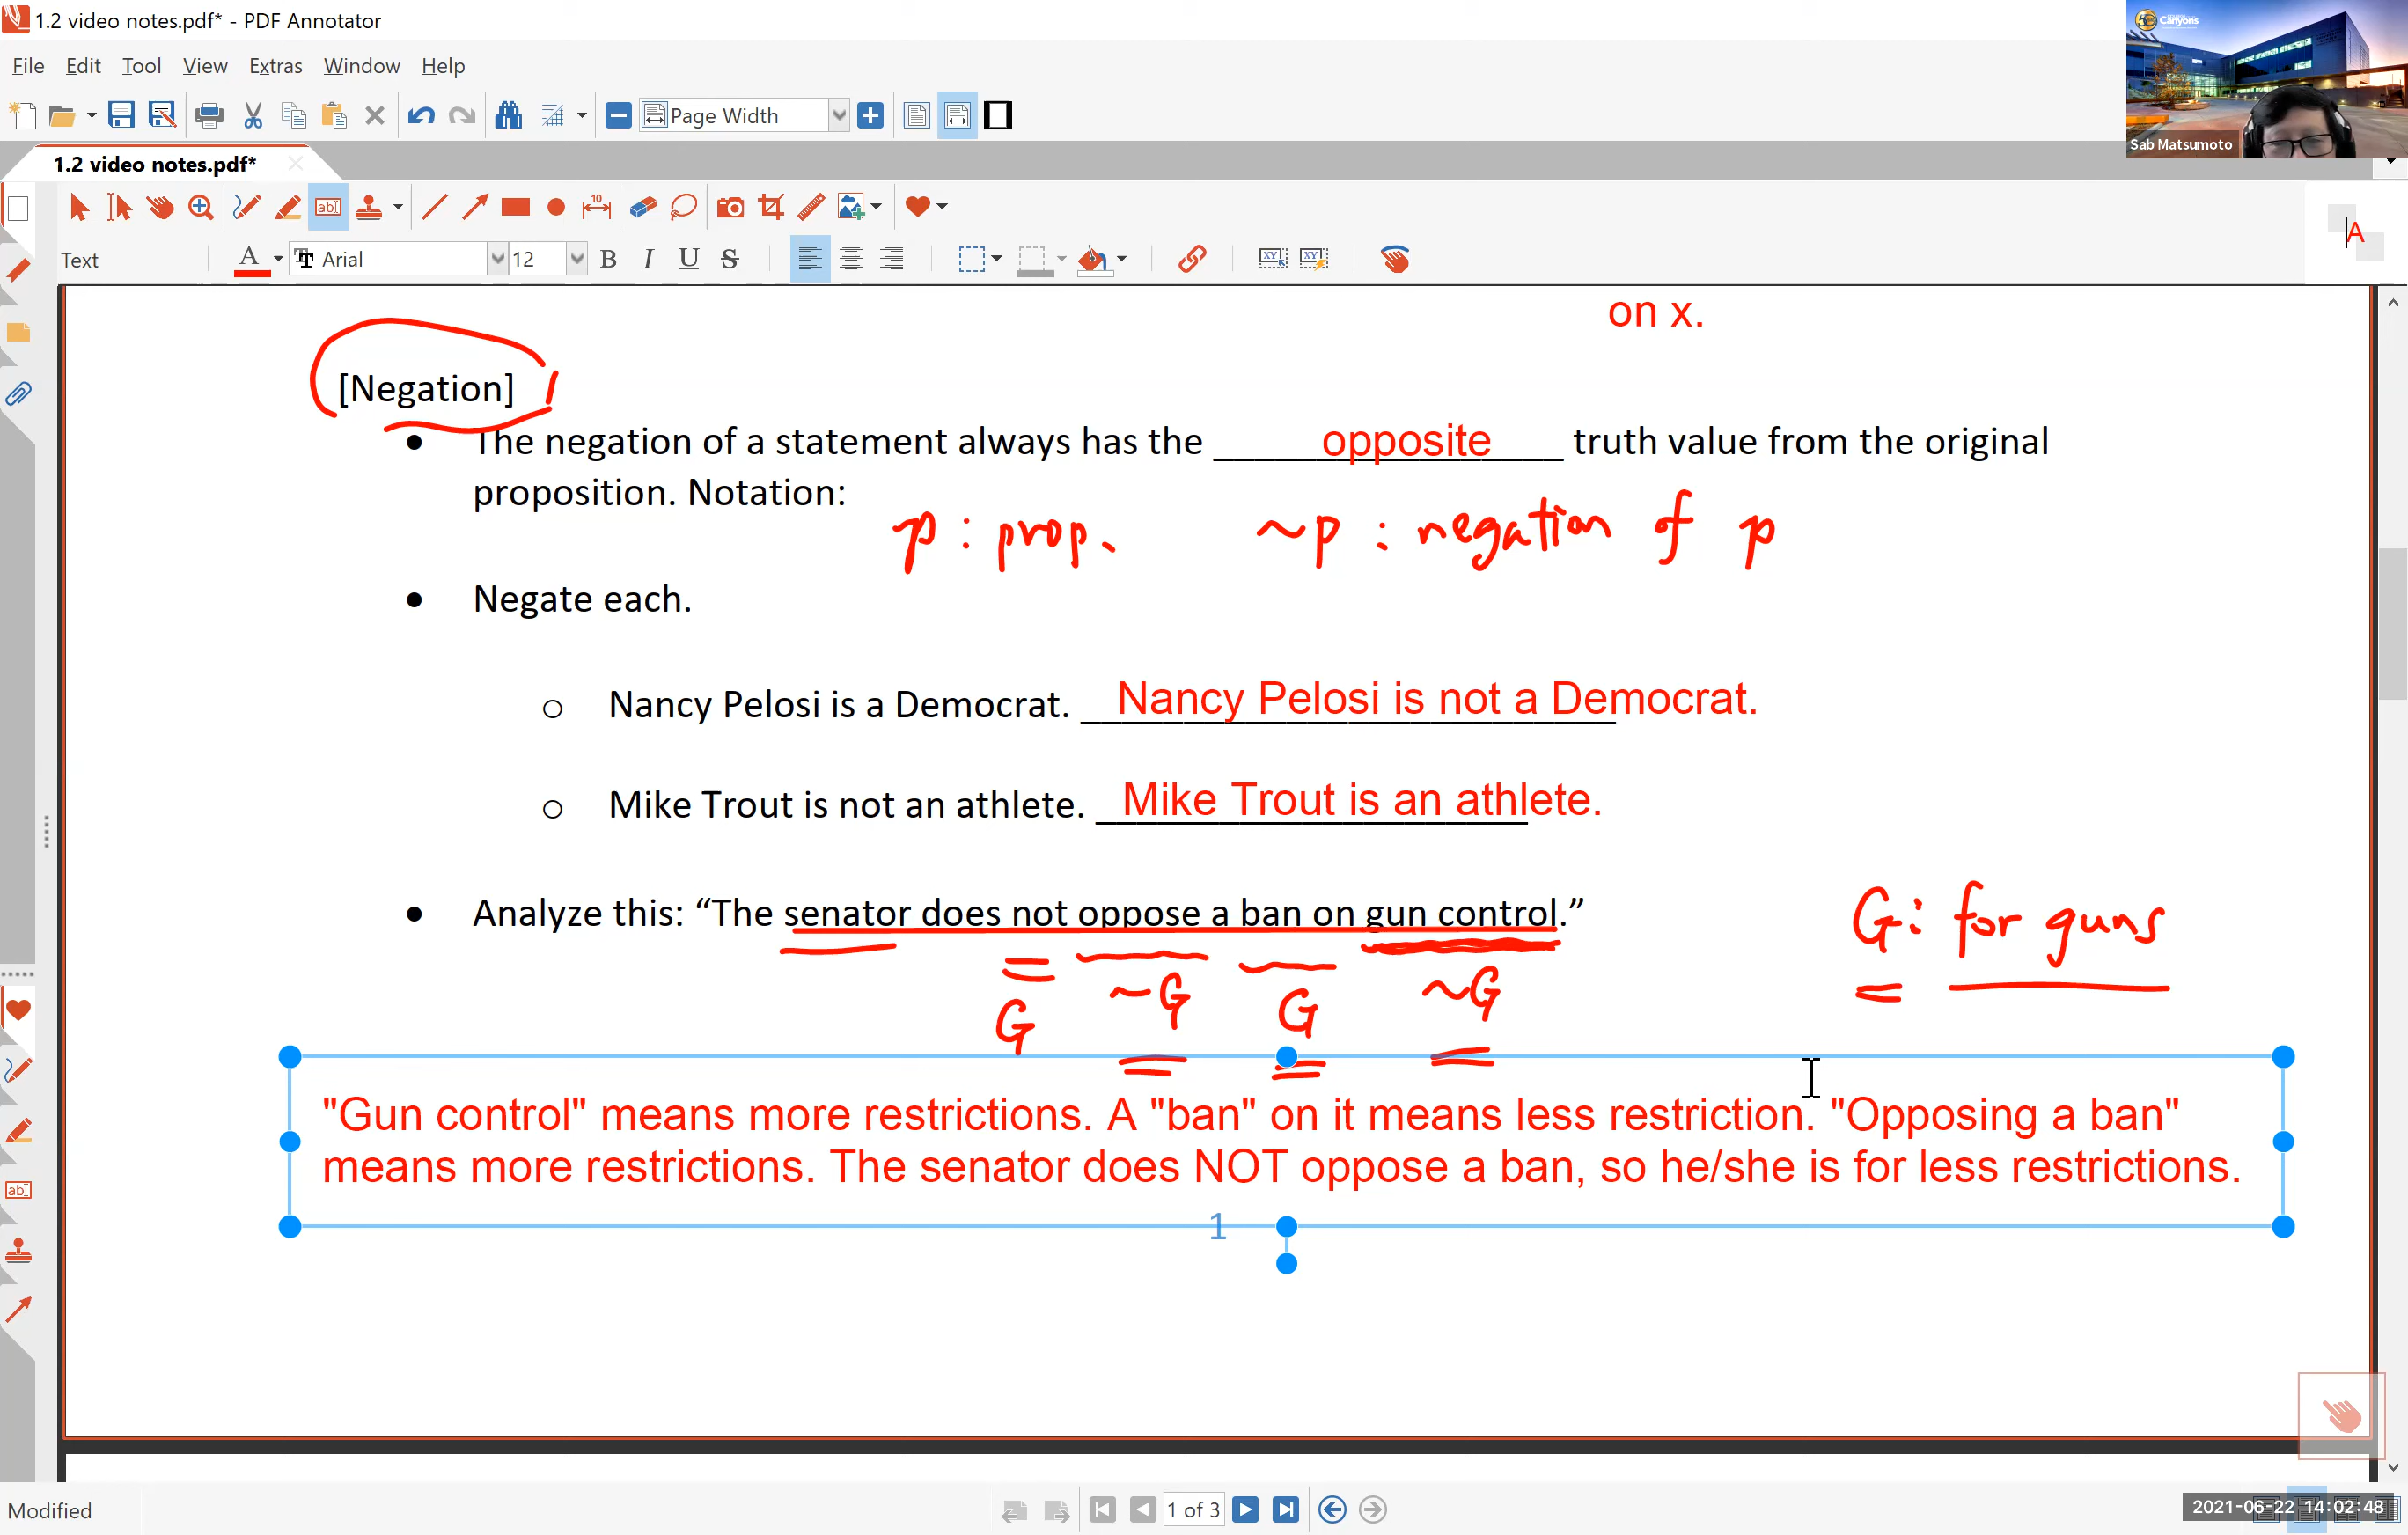 1.2 video notes.pdf* - PDF Annotator
File Edit Tool View Extras Window Help
Page Width
Canyons
Sab Matsumoto
1.2 video notes.pdf*
10
Text
A Arial 12 B I U S
A
on x.
[Negation]
• The negation of a statement always has the opposite truth value from the original
proposition. Notation:
p : prop. ~p : negation of p
• Negate each.
o Nancy Pelosi is a Democrat. Nancy Pelosi is not a Democrat.
o Mike Trout is not an athlete. Mike Trout is an athlete.
• Analyze this: “The senator does not oppose a ban on gun control.”
G: for guns
G ~G G ~G
"Gun control" means more restrictions. A "ban" on it means less restriction. "Opposing a ban"
means more restrictions. The senator does NOT oppose a ban, so he/she is for less restrictions.
1
Modified
1 of 3
2021-06-22 14:02:48